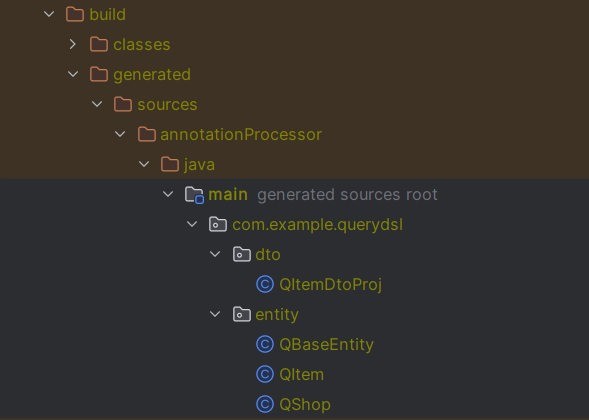 build
classes
generated
sources
annotationProcessor
java
main generated sources root
com.example.querydsl
dto
QItemDtoProj
entity
QBaseEntity
QItem
QShop